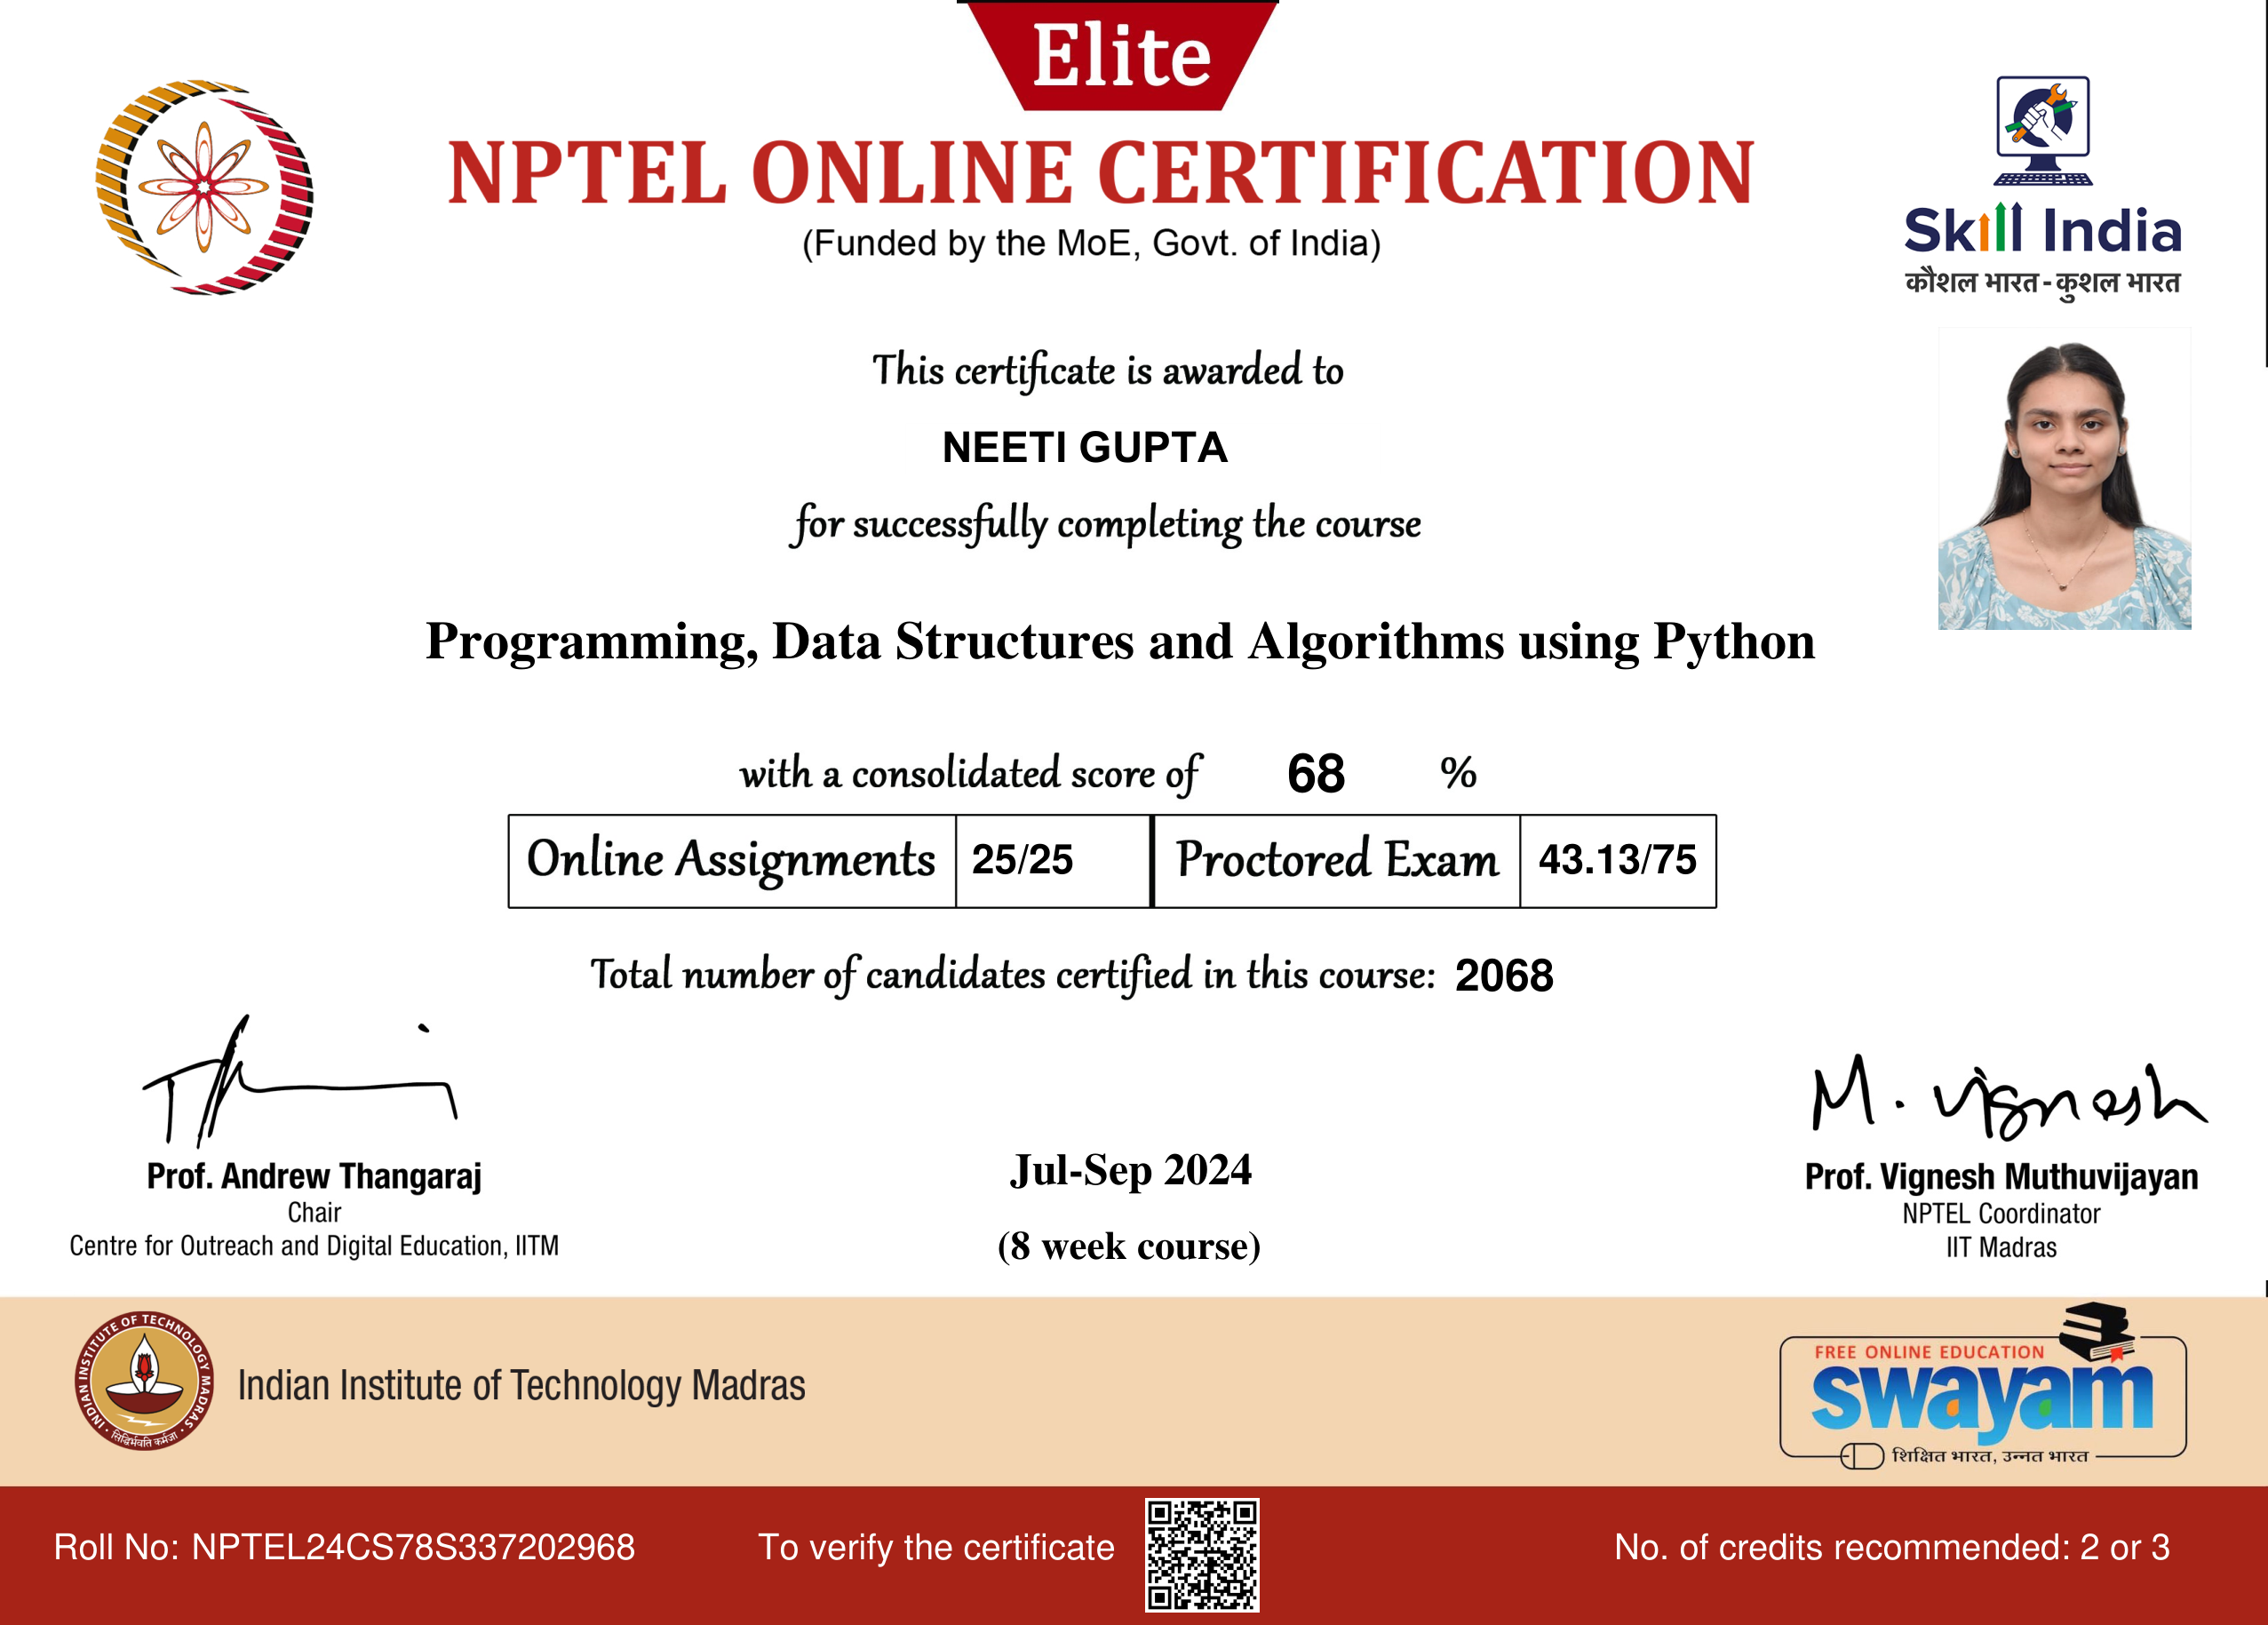 Elite
NPTEL ONLINE CERTIFICATION
(Funded by the MoE, Govt. of India)
Skill India
कौशल भारत - कुशल भारत
This certificate is awarded to
NEETI GUPTA
for successfully completing the course
Programming, Data Structures and Algorithms using Python
with a consolidated score of 68 %
Online Assignments 25/25 Proctored Exam 43.13/75
Total number of candidates certified in this course: 2068
M. Vignesh
Prof. Andrew Thangaraj
Chair
Centre for Outreach and Digital Education, IITM
Jul-Sep 2024
(8 week course)
Prof. Vignesh Muthuvijayan
NPTEL Coordinator
IIT Madras
INDIAN INSTITUTE OF TECHNOLOGY MADRAS
सिद्धिर्भवति कर्मजा
Indian Institute of Technology Madras
FREE ONLINE EDUCATION
swayam
शिक्षित भारत, उन्नत भारत
Roll No: NPTEL24CS78S337202968
To verify the certificate
No. of credits recommended: 2 or 3